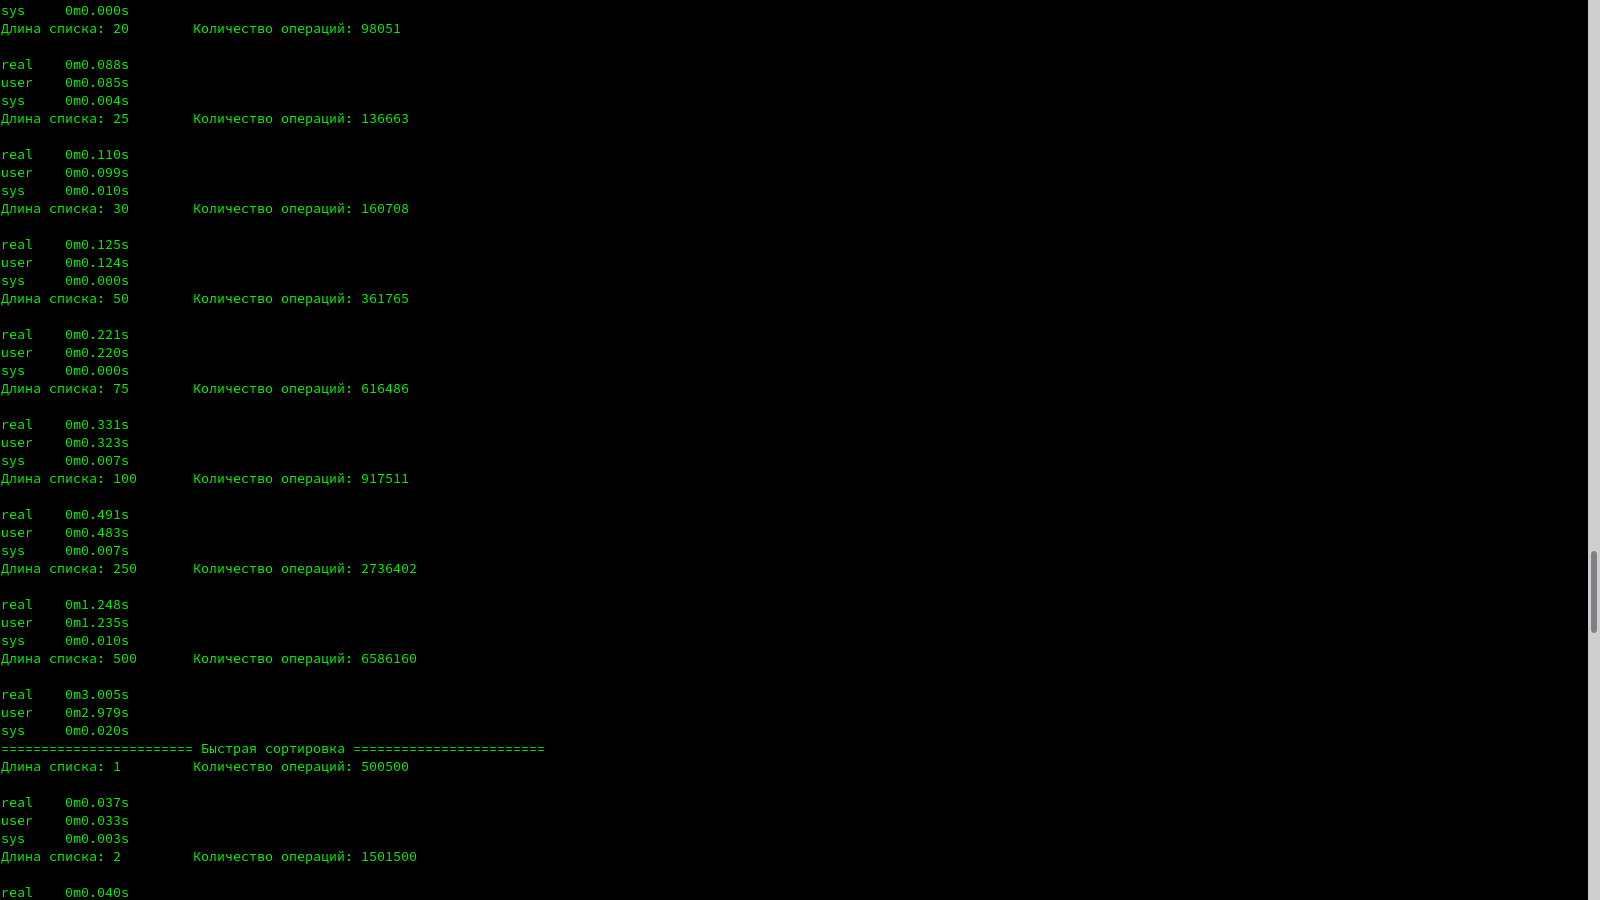 sys     0m0.000s
Длина списка: 20        Количество операций: 98051
real    0m0.088s
user    0m0.085s
sys     0m0.004s
Длина списка: 25        Количество операций: 136663
real    0m0.110s
user    0m0.099s
sys     0m0.010s
Длина списка: 30        Количество операций: 160708
real    0m0.125s
user    0m0.124s
sys     0m0.000s
Длина списка: 50        Количество операций: 361765
real    0m0.221s
user    0m0.220s
sys     0m0.000s
Длина списка: 75        Количество операций: 616486
real    0m0.331s
user    0m0.323s
sys     0m0.007s
Длина списка: 100       Количество операций: 917511
real    0m0.491s
user    0m0.483s
sys     0m0.007s
Длина списка: 250       Количество операций: 2736402
real    0m1.248s
user    0m1.235s
sys     0m0.010s
Длина списка: 500       Количество операций: 6586160
real    0m3.005s
user    0m2.979s
sys     0m0.020s
======================== Быстрая сортировка ========================
Длина списка: 1         Количество операций: 500500
real    0m0.037s
user    0m0.033s
sys     0m0.003s
Длина списка: 2         Количество операций: 1501500
real    0m0.040s